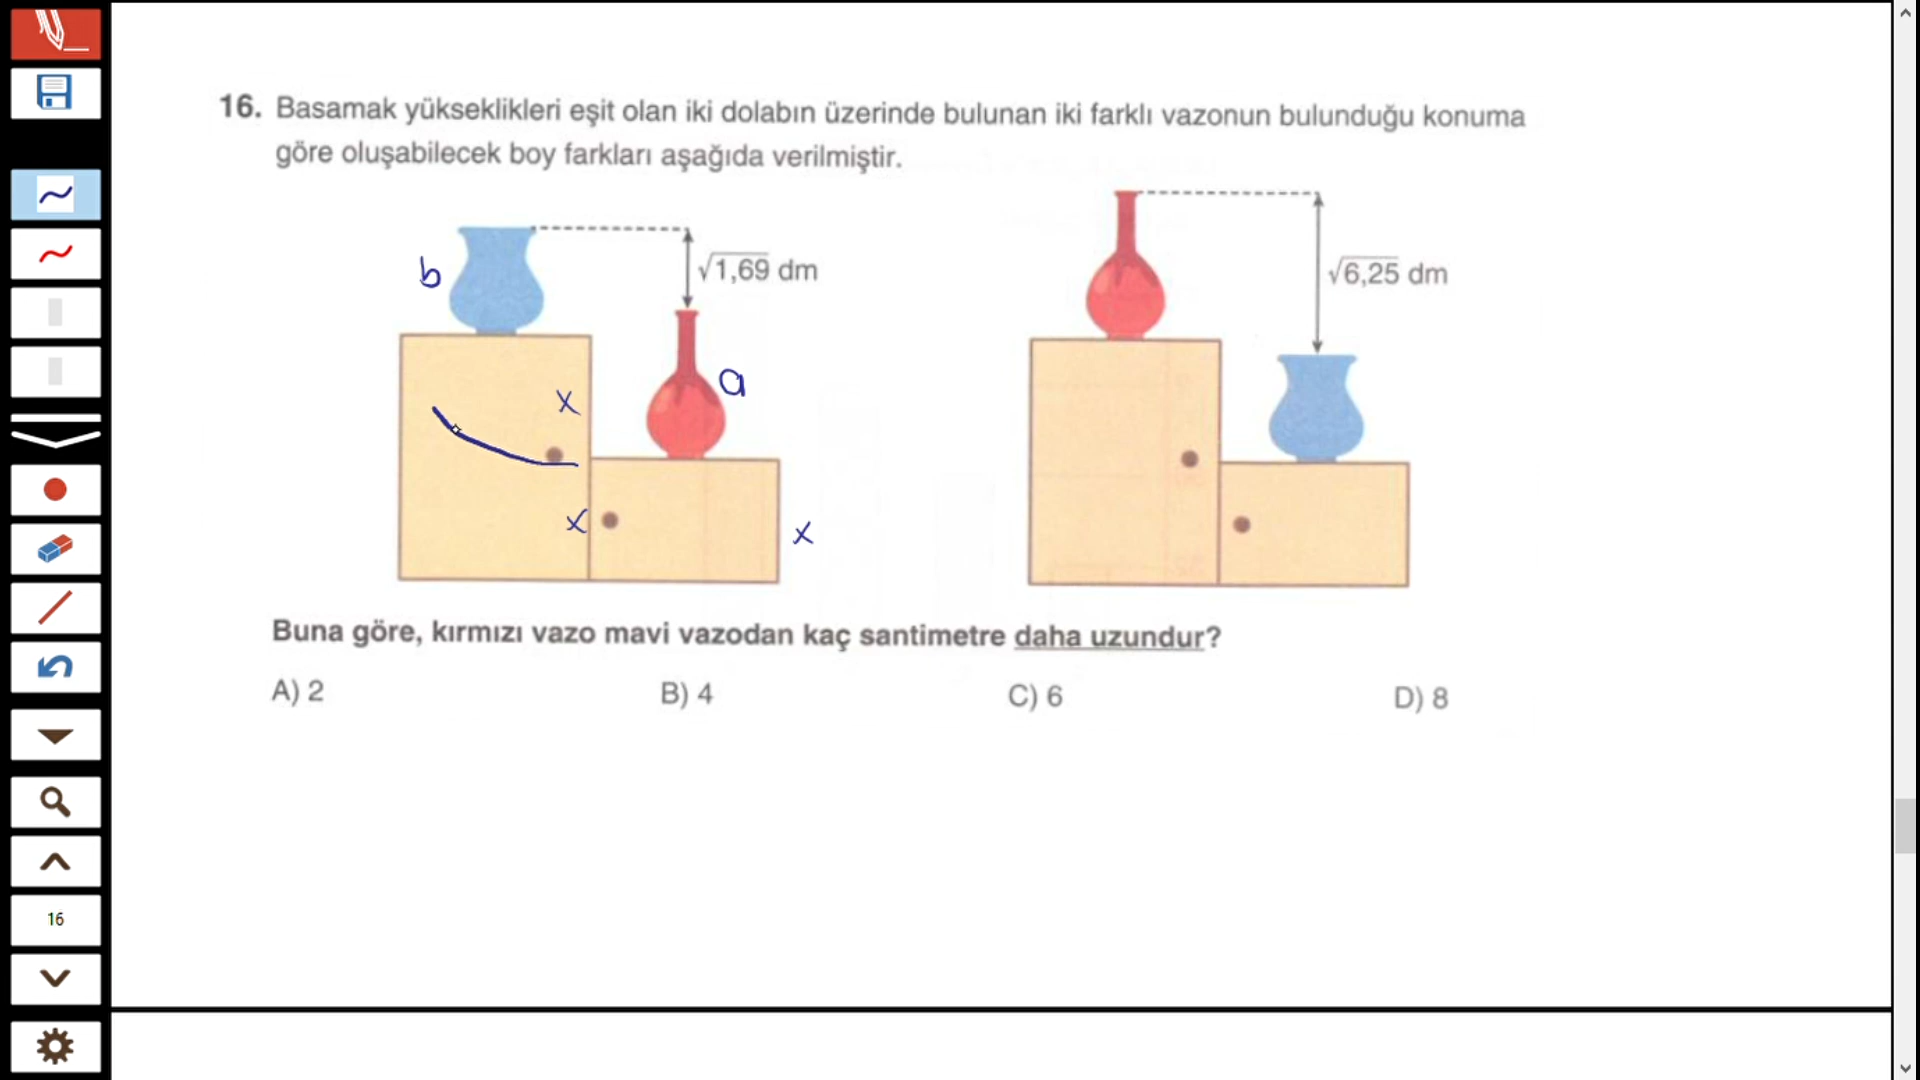 16. Basamak yükseklikleri eşit olan iki dolabın üzerinde bulunan iki farklı vazonun bulunduğu konuma
göre oluşabilecek boy farkları aşağıda verilmiştir.
b
√1,69 dm
√6,25 dm
a
x
x
x
Buna göre, kırmızı vazo mavi vazodan kaç santimetre daha uzundur?
A) 2 B) 4 C) 6 D) 8
16